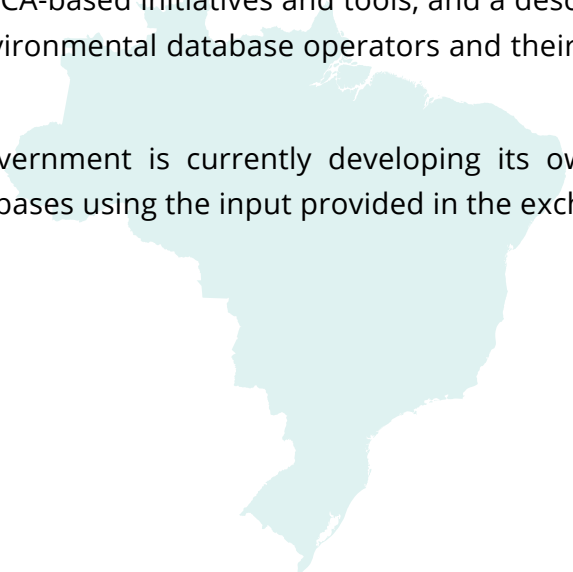 CA-based initiatives and tools, and a desc
vironmental database operators and their
vernment is currently developing its ow
bases using the input provided in the exch